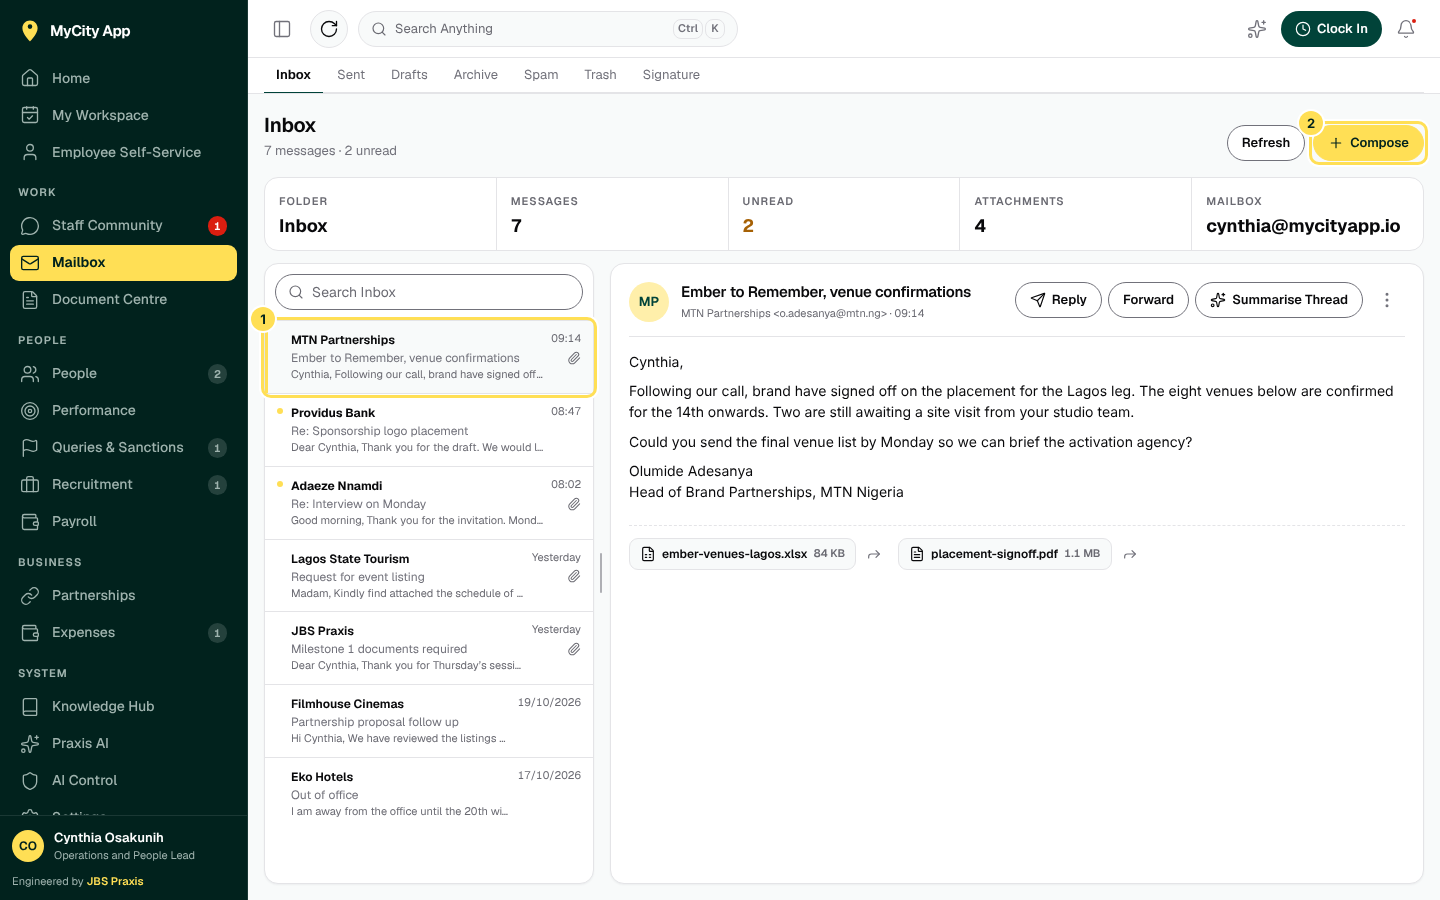 MyCity App
Home
My Workspace
Employee Self-Service
WORK
Staff Community 1
Mailbox
Document Centre
PEOPLE
People 2
Performance
Queries & Sanctions 1
Recruitment 1
Payroll
BUSINESS
Partnerships
Expenses 1
SYSTEM
Knowledge Hub
Praxis AI
AI Control
CO
Cynthia Osakunih
Operations and People Lead
Engineered by JBS Praxis
Search Anything Ctrl K
Clock In
Inbox Sent Drafts Archive Spam Trash Signature
Inbox
7 messages · 2 unread
Refresh
2
+ Compose
FOLDER
Inbox
MESSAGES
7
UNREAD
2
ATTACHMENTS
4
MAILBOX
cynthia@mycityapp.io
Search Inbox
1
MTN Partnerships 09:14
Ember to Remember, venue confirmations
Cynthia, Following our call, brand have signed off…
Providus Bank 08:47
Re: Sponsorship logo placement
Dear Cynthia, Thank you for the draft. We would l…
Adaeze Nnamdi 08:02
Re: Interview on Monday
Good morning, Thank you for the invitation. Mond…
Lagos State Tourism Yesterday
Request for event listing
Madam, Kindly find attached the schedule of …
JBS Praxis Yesterday
Milestone 1 documents required
Dear Cynthia, Thank you for Thursday's sessi…
Filmhouse Cinemas 19/10/2026
Partnership proposal follow up
Hi Cynthia, We have reviewed the listings …
Eko Hotels 17/10/2026
Out of office
I am away from the office until the 20th wi…
MP
Ember to Remember, venue confirmations
MTN Partnerships <o.adesanya@mtn.ng> · 09:14
Reply
Forward
Summarise Thread
Cynthia,
Following our call, brand have signed off on the placement for the Lagos leg. The eight venues below are confirmed
for the 14th onwards. Two are still awaiting a site visit from your studio team.
Could you send the final venue list by Monday so we can brief the activation agency?
Olumide Adesanya
Head of Brand Partnerships, MTN Nigeria
ember-venues-lagos.xlsx 84 KB
placement-signoff.pdf 1.1 MB